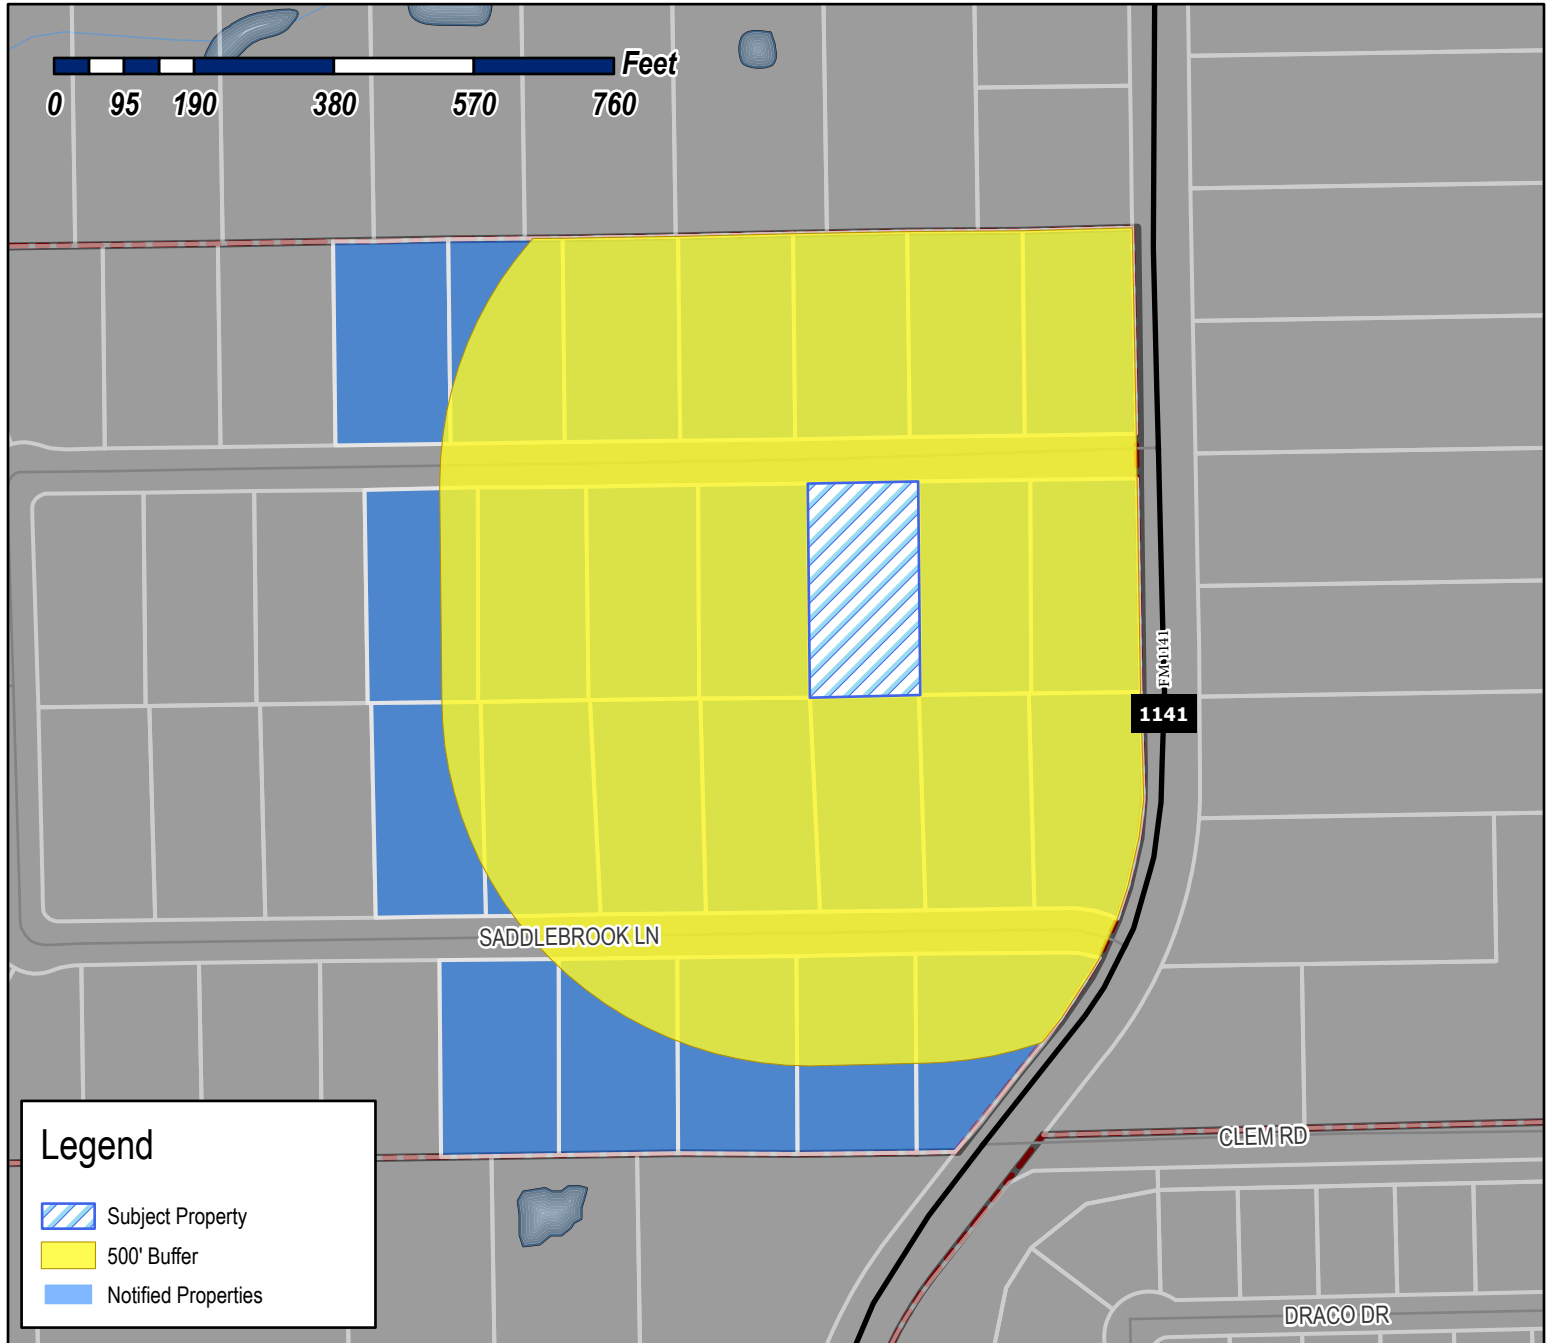 Feet
0 95 190 380 570 760
FM 1141
1141
SADDLEBROOK LN
CLEM RD
DRACO DR
Legend
Subject Property
500' Buffer
Notified Properties